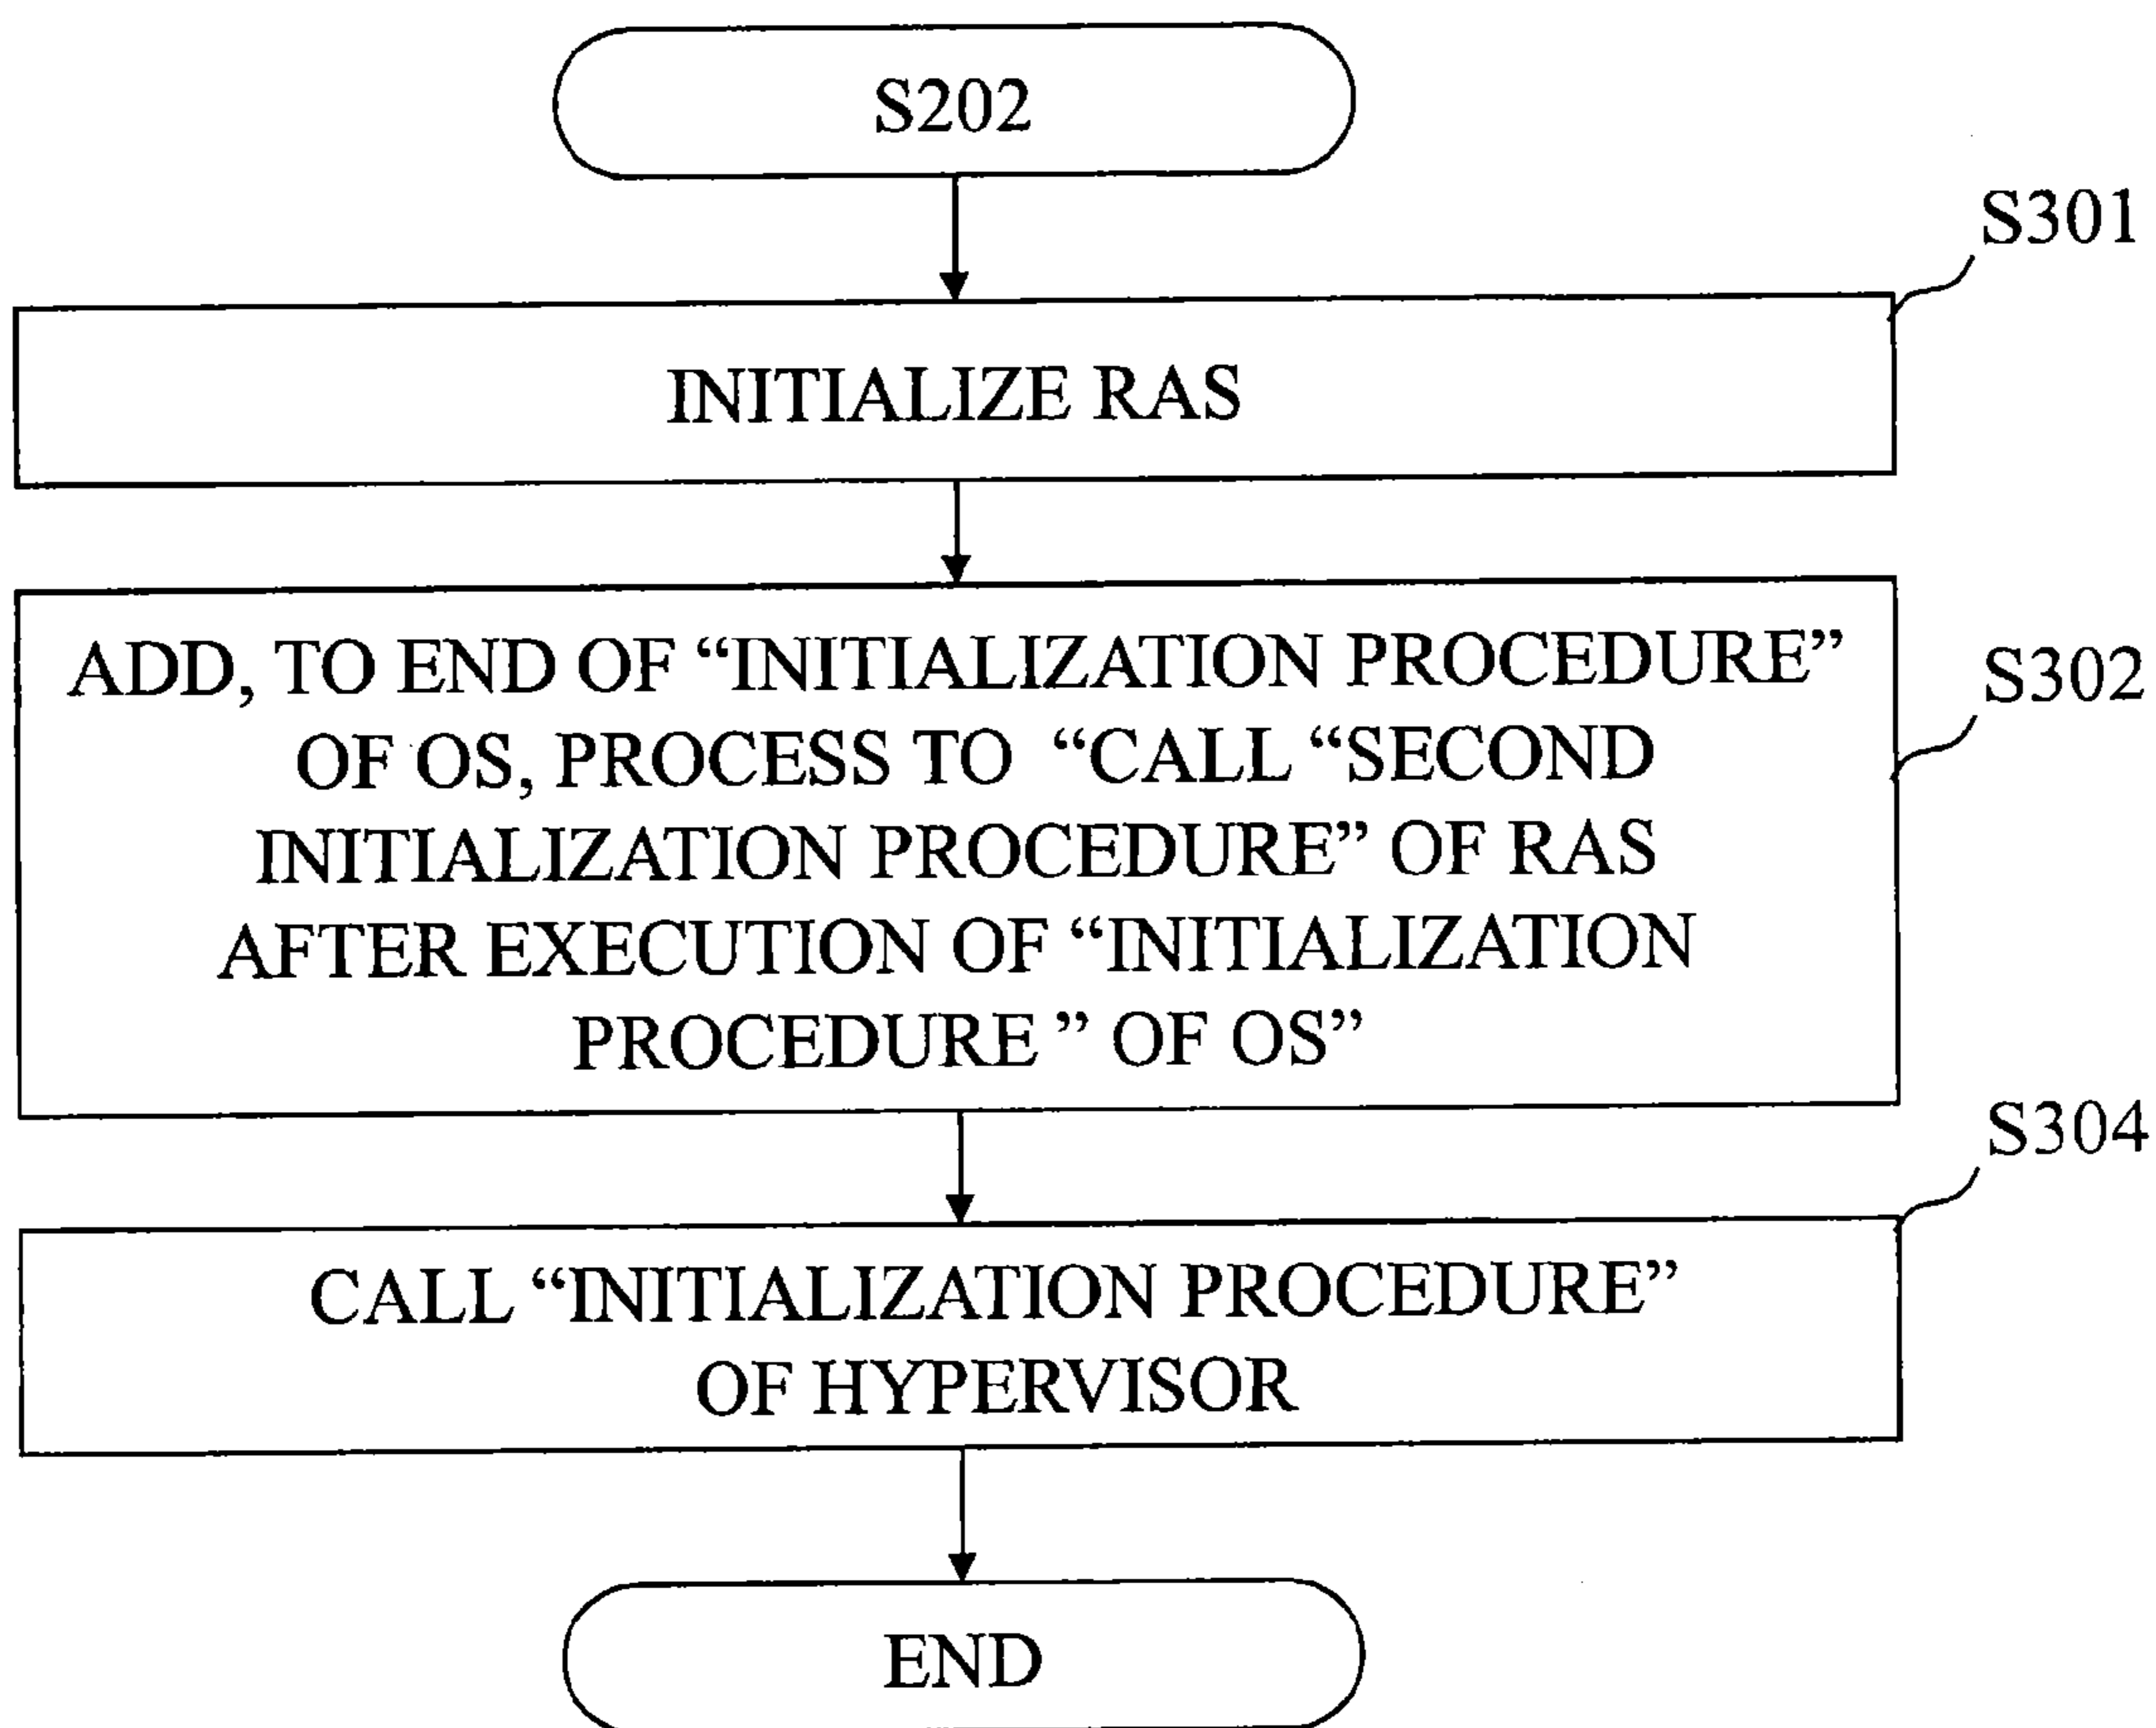 S202
S301
INITIALIZE RAS
ADD, TO END OF “INITIALIZATION PROCEDURE”
OF OS, PROCESS TO “CALL “SECOND
INITIALIZATION PROCEDURE” OF RAS
AFTER EXECUTION OF “INITIALIZATION
PROCEDURE” OF OS”
S302
S304
CALL “INITIALIZATION PROCEDURE”
OF HYPERVISOR
END